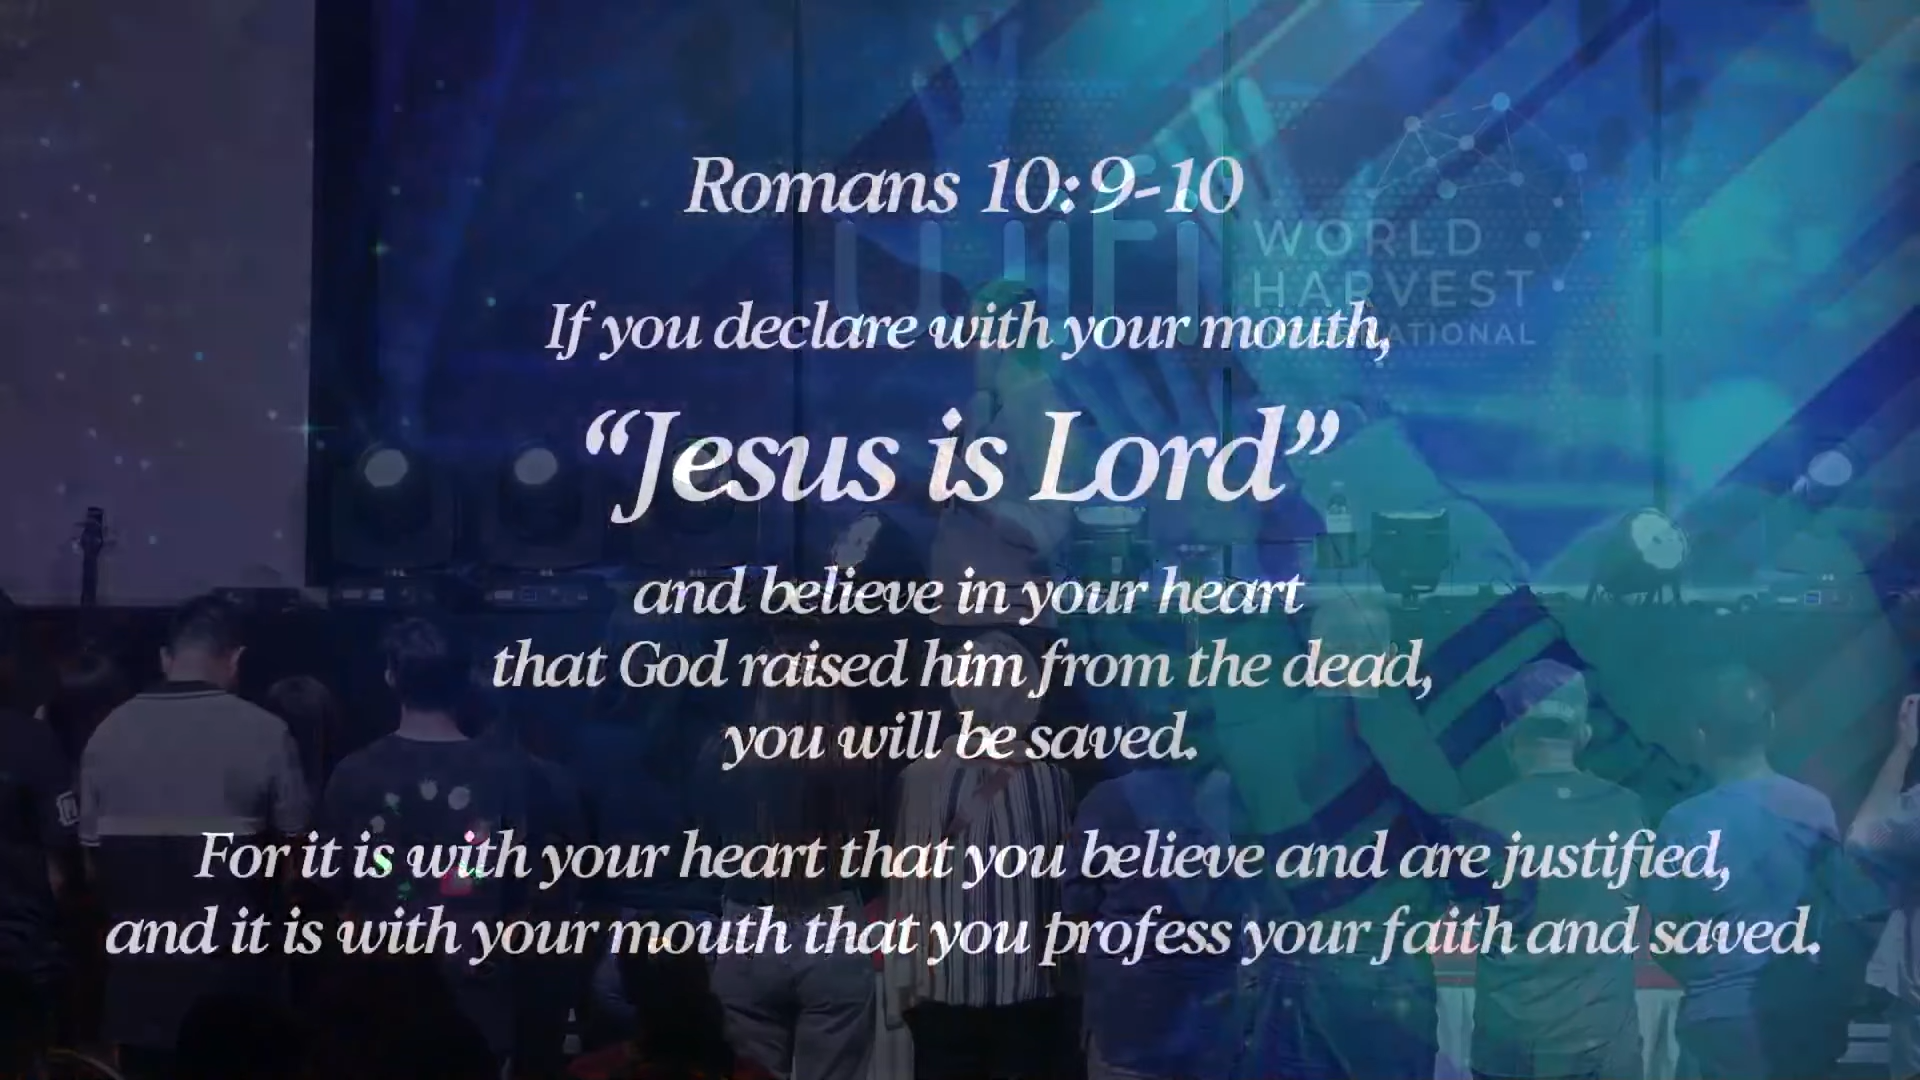 Romans 10:9-10
WORLD
HARVEST
If you declare with your mouth,
“Jesus is Lord”
and believe in your heart
that God raised him from the dead,
you will be saved.
For it is with your heart that you believe and are justified,
and it is with your mouth that you profess your faith and saved.